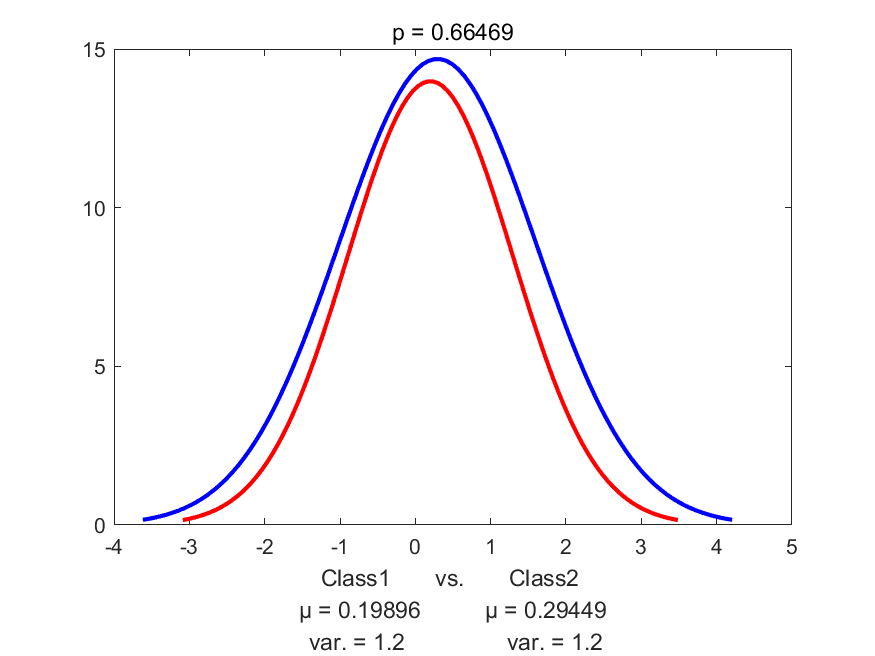 p = 0.66469
15
10
5
0
-4 -3 -2 -1 0 1 2 3 4 5
Class1 vs. Class2
μ = 0.19896 μ = 0.29449
var. = 1.2 var. = 1.2